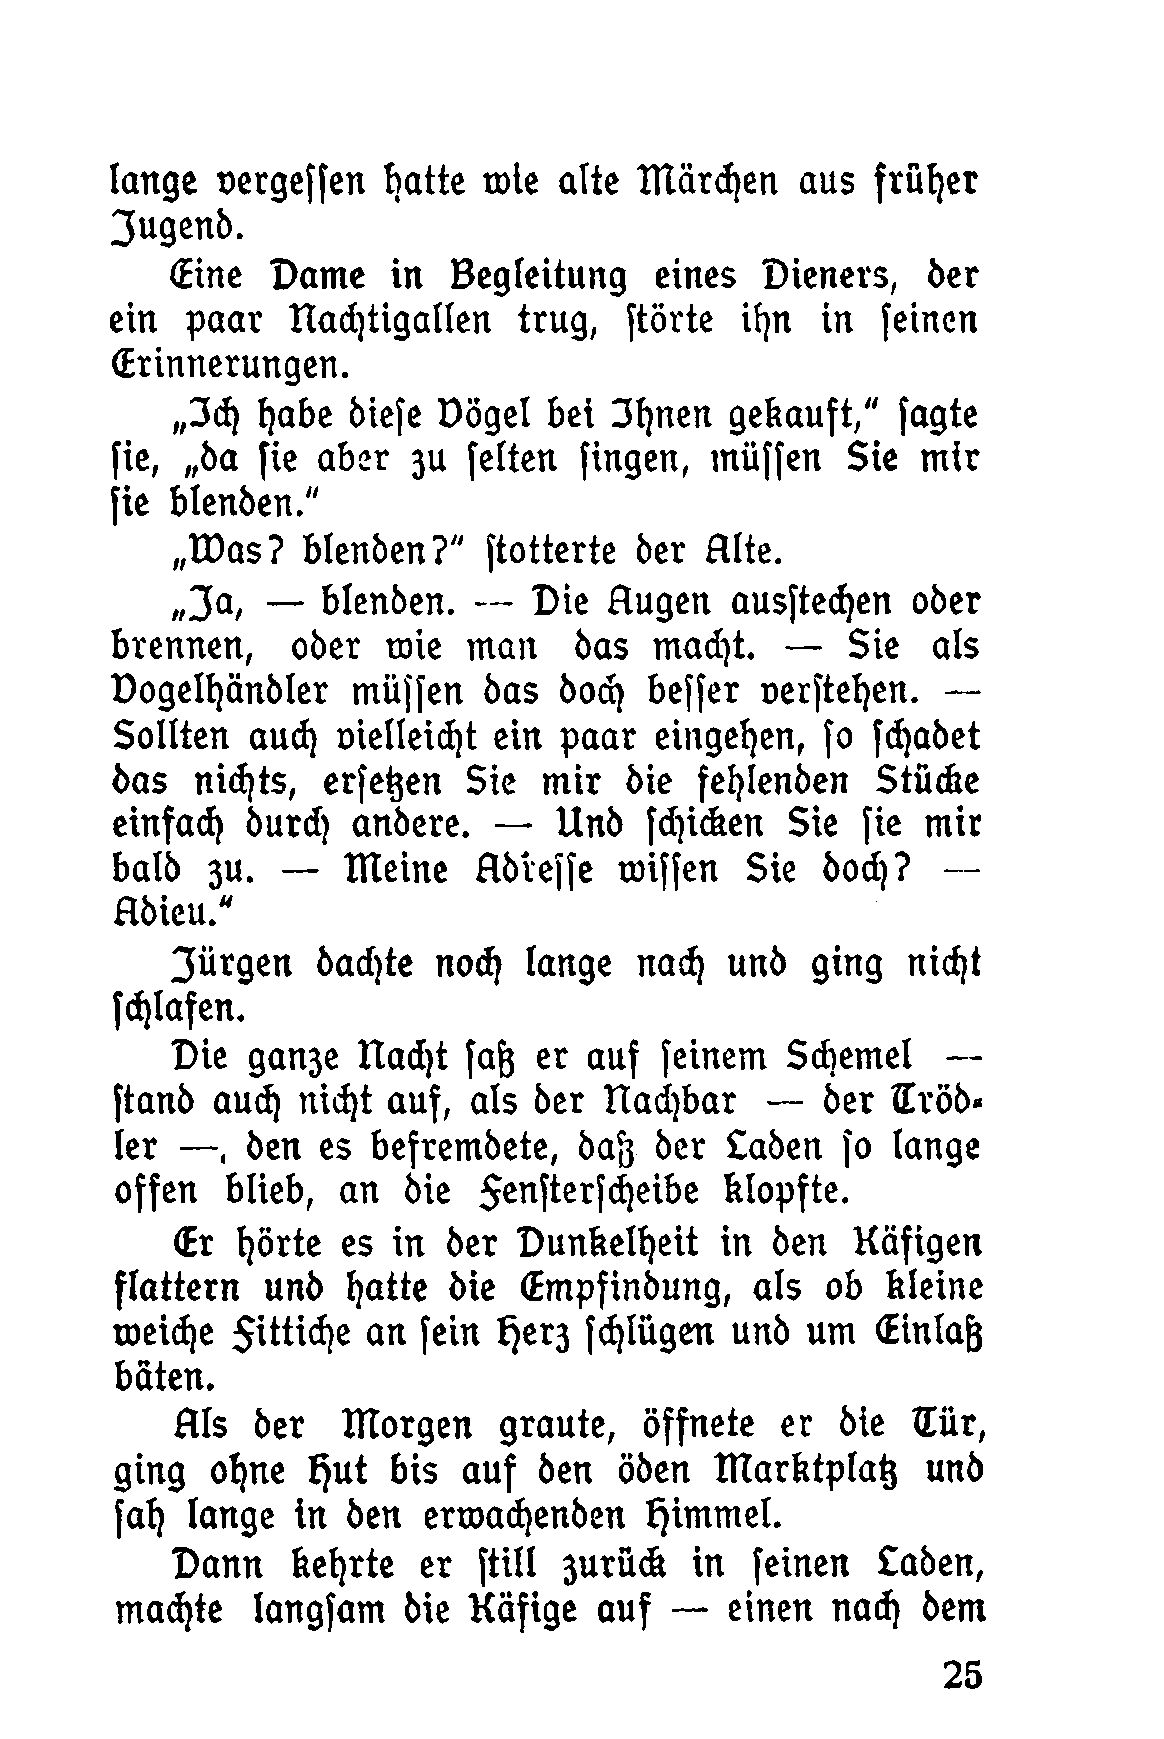 lange vergeſſen hatte wie alte Märchen aus früher
Jugend.
Eine Dame in Begleitung eines Dieners, der
ein paar Nachtigallen trug, ſtörte ihn in ſeinen
Erinnerungen.
„Ich habe dieſe Vögel bei Ihnen gekauft,“ ſagte
ſie, „da ſie aber zu ſelten ſingen, müſſen Sie mir
ſie blenden.“
„Was? blenden?“ ſtotterte der Alte.
„Ja, — blenden. — Die Augen ausſtechen oder
brennen, oder wie man das macht. — Sie als
Vogelhändler müſſen das doch beſſer verſtehen. —
Sollten auch vielleicht ein paar eingehen, ſo ſchadet
das nichts, erſetzen Sie mir die fehlenden Stücke
einfach durch andere. — Und ſchicken Sie ſie mir
bald zu. — Meine Adreſſe wiſſen Sie doch? —
Adieu.“
Jürgen dachte noch lange nach und ging nicht
ſchlafen.
Die ganze Nacht ſaß er auf ſeinem Schemel —
ſtand auch nicht auf, als der Nachbar — der Tröd-
ler —, den es befremdete, daß der Laden ſo lange
offen blieb, an die Fenſterſcheibe klopfte.
Er hörte es in der Dunkelheit in den Käfigen
flattern und hatte die Empfindung, als ob kleine
weiche Fittiche an ſein Herz ſchlügen und um Einlaß
bäten.
Als der Morgen graute, öffnete er die Tür,
ging ohne Hut bis auf den öden Marktplatz und
ſah lange in den erwachenden Himmel.
Dann kehrte er ſtill zurück in ſeinen Laden,
machte langſam die Käfige auf — einen nach dem
25